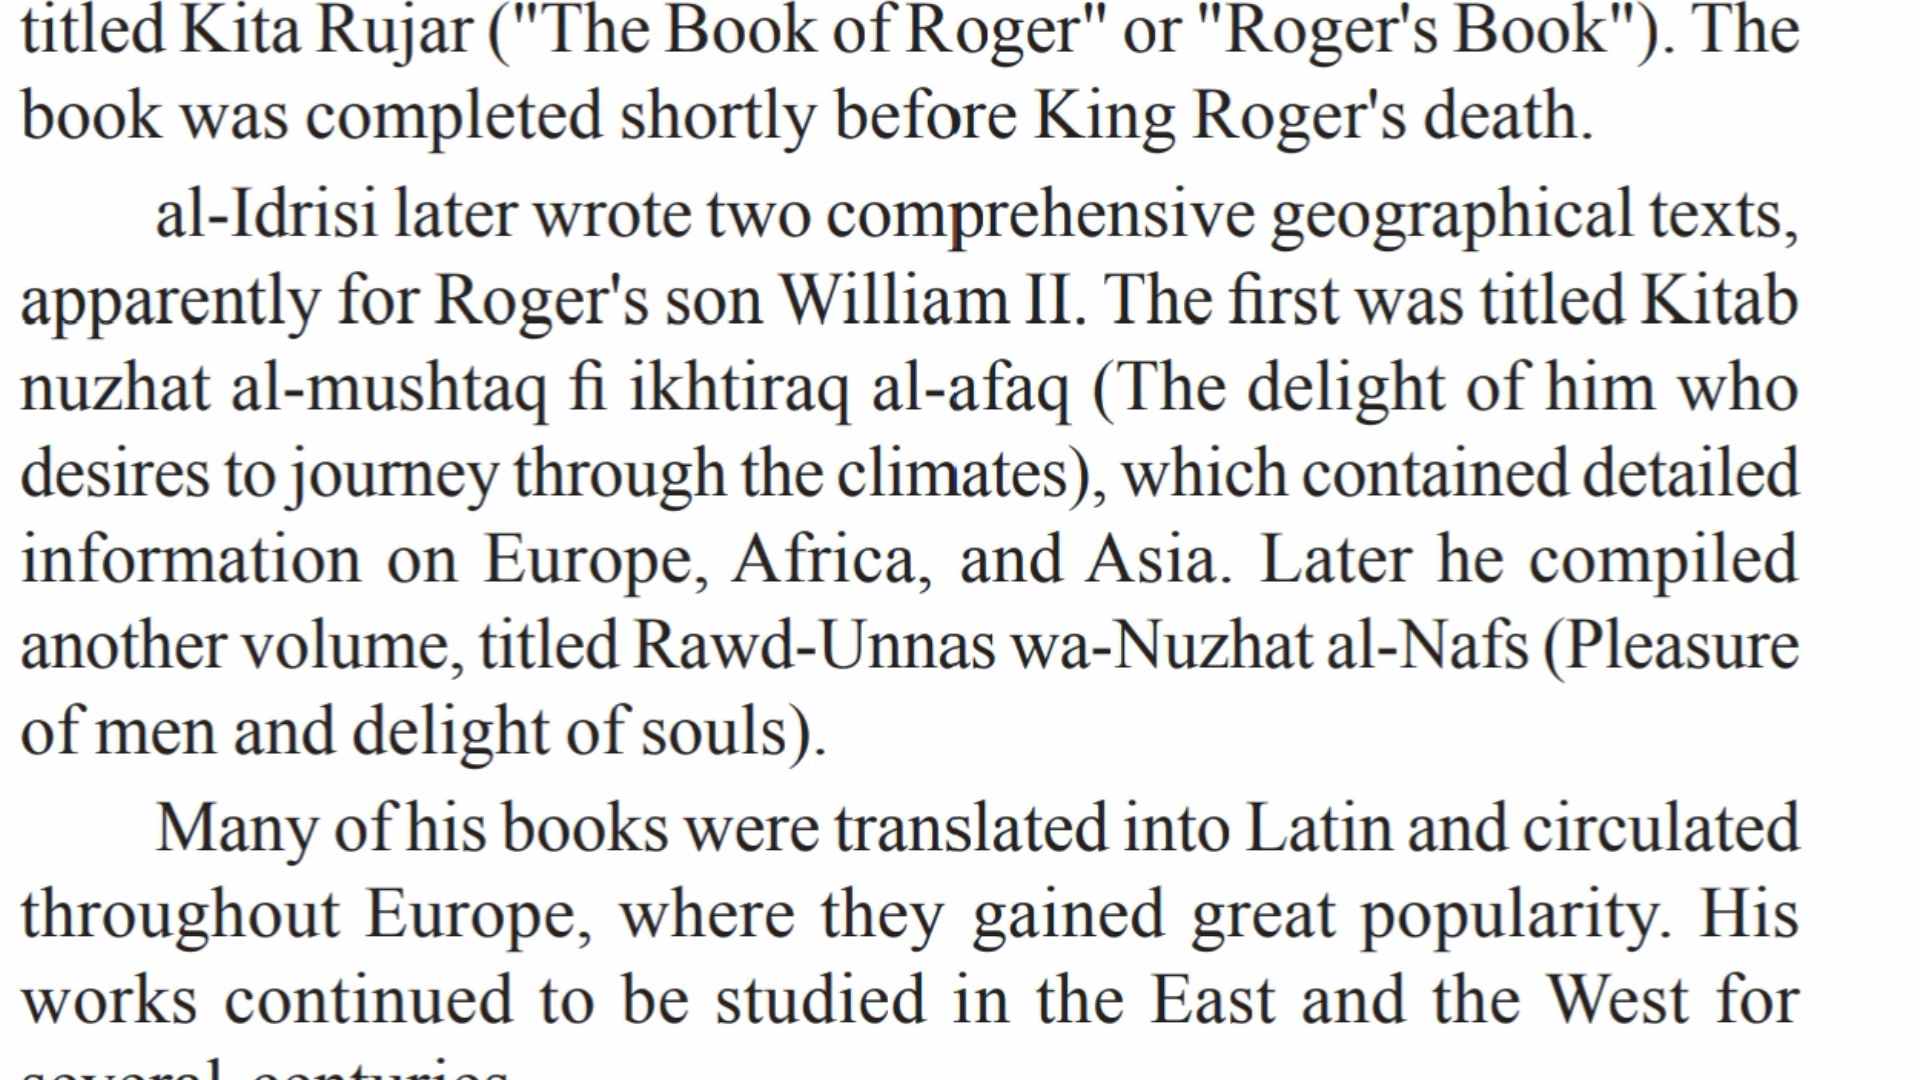 titled Kita Rujar ("The Book of Roger" or "Roger's Book"). The
book was completed shortly before King Roger's death.
al-Idrisi later wrote two comprehensive geographical texts,
apparently for Roger's son William II. The first was titled Kitab
nuzhat al-mushtaq fi ikhtiraq al-afaq (The delight of him who
desires to journey through the climates), which contained detailed
information on Europe, Africa, and Asia. Later he compiled
another volume, titled Rawd-Unnas wa-Nuzhat al-Nafs (Pleasure
of men and delight of souls).
Many of his books were translated into Latin and circulated
throughout Europe, where they gained great popularity. His
works continued to be studied in the East and the West for
several centuries.